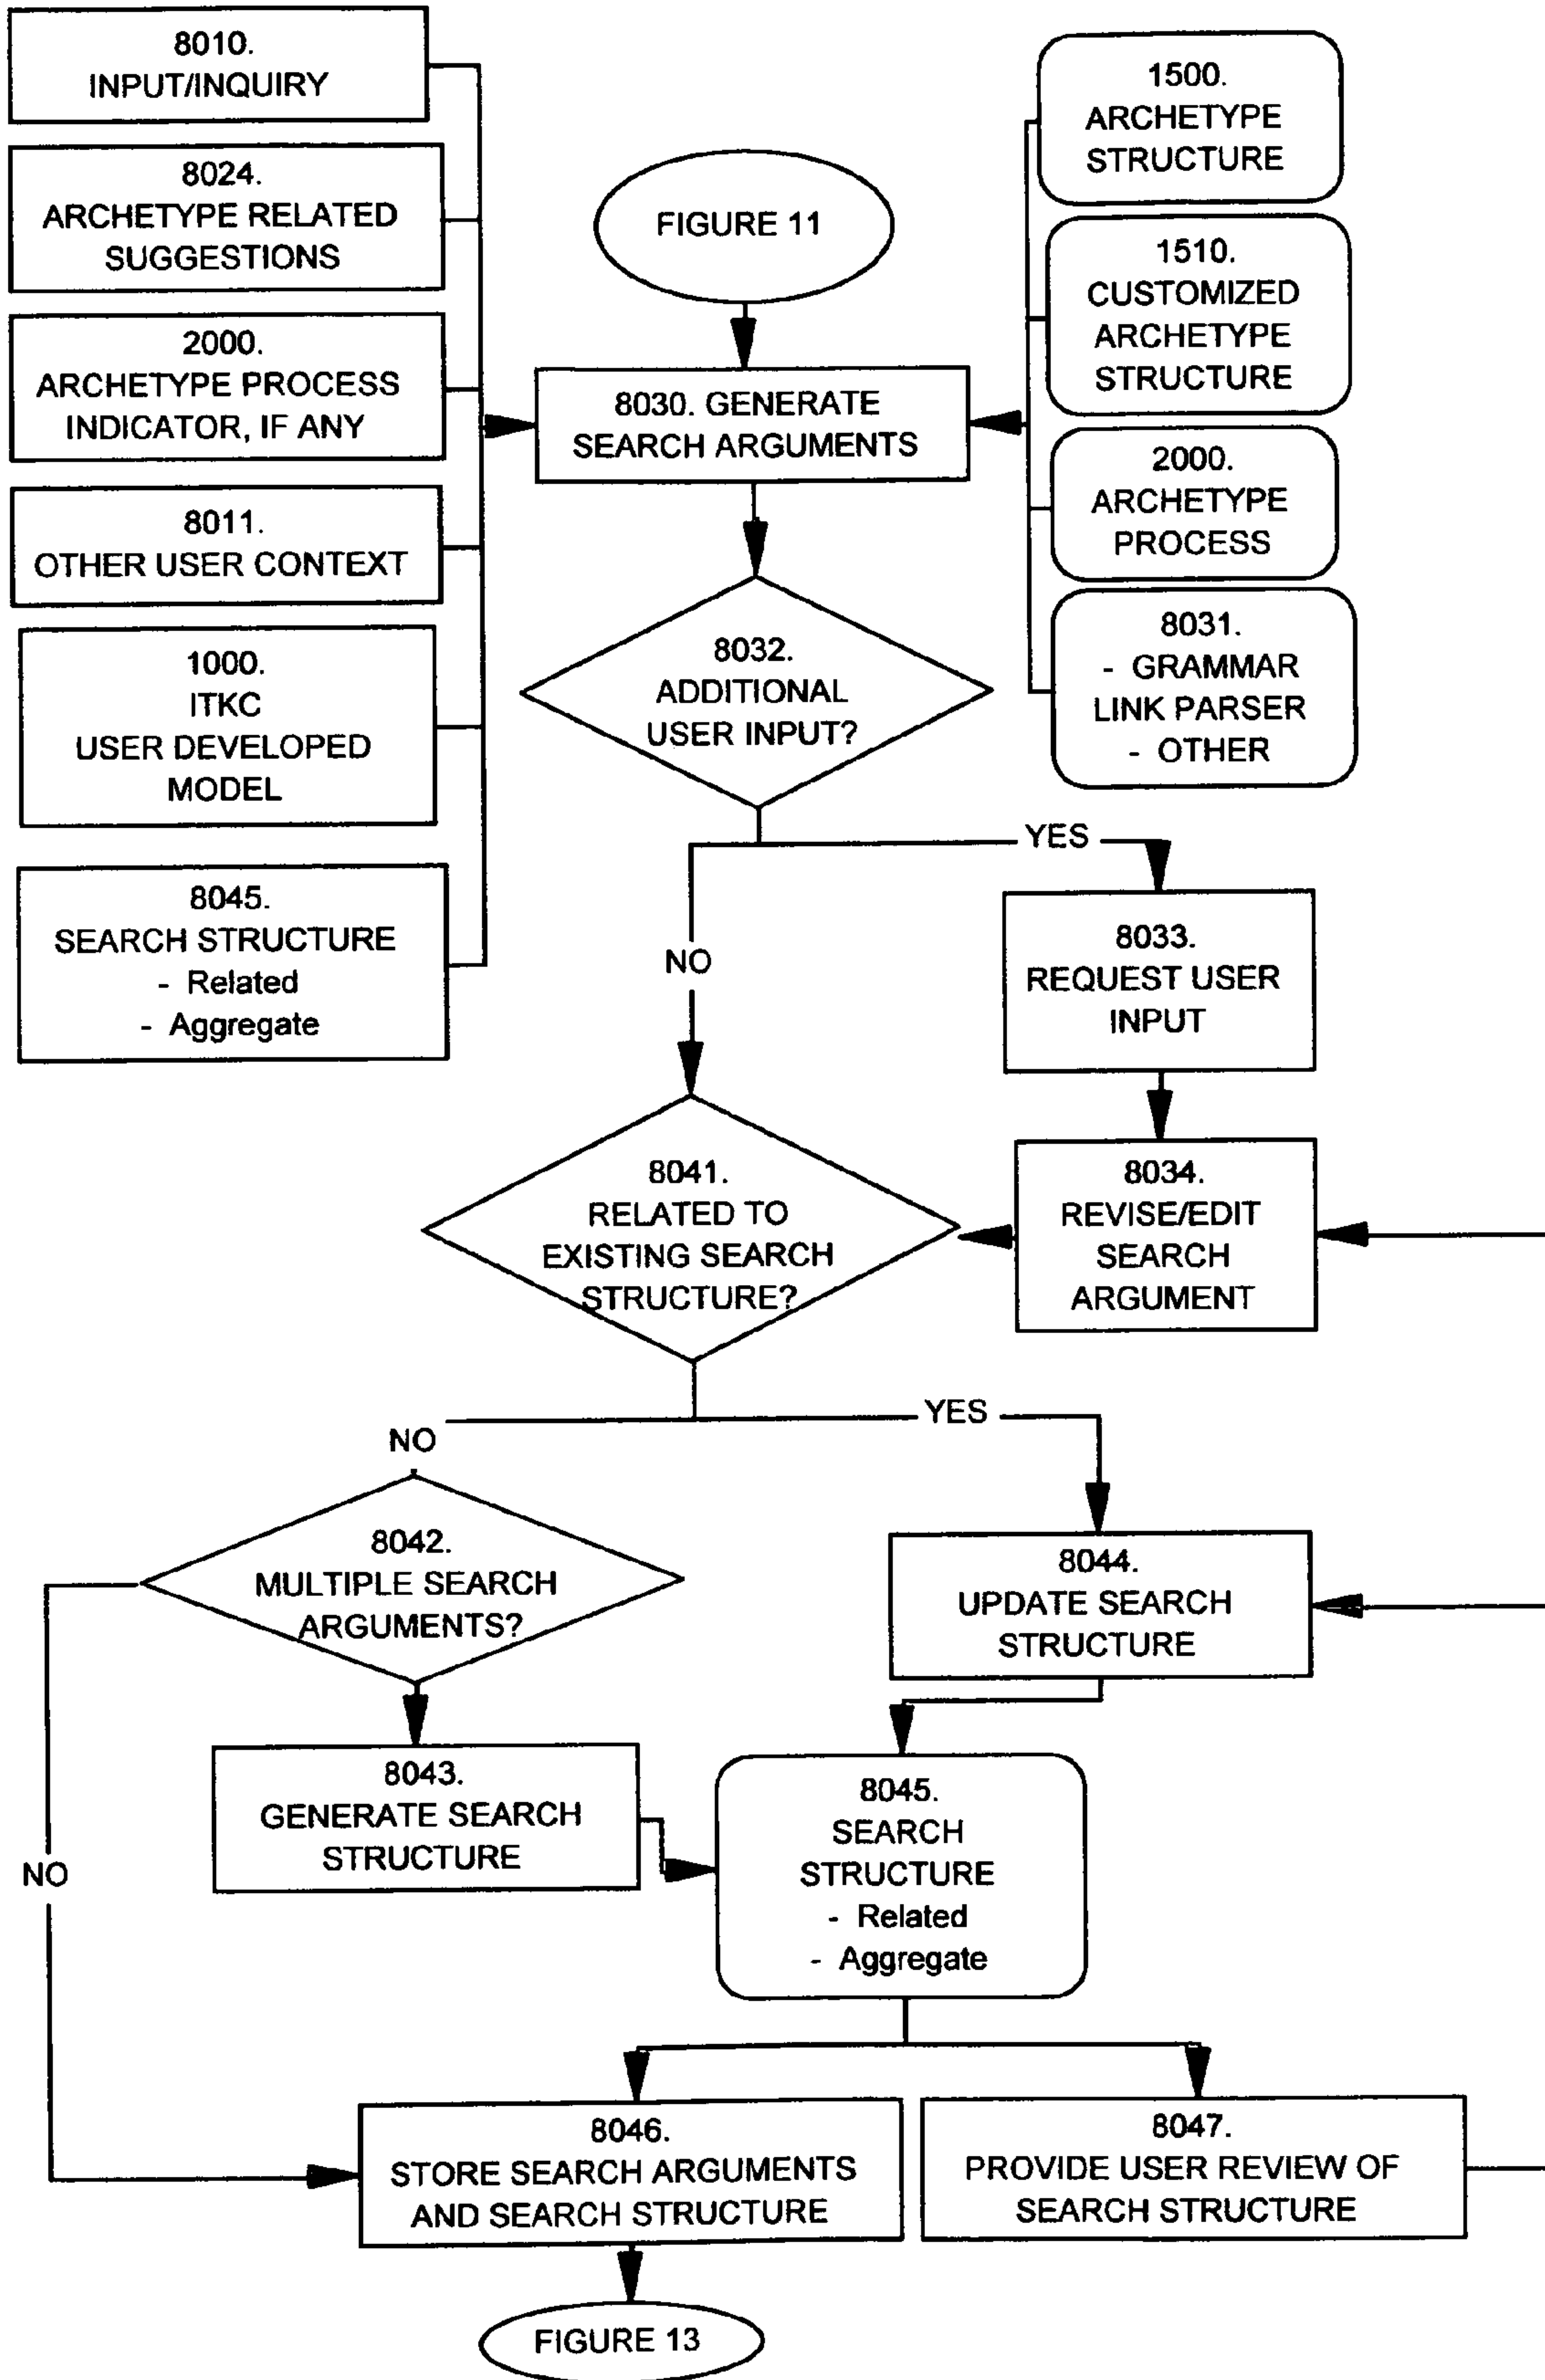 8010.
INPUT/INQUIRY
8024.
ARCHETYPE RELATED
SUGGESTIONS
2000.
ARCHETYPE PROCESS
INDICATOR, IF ANY
8011.
OTHER USER CONTEXT
1000.
ITKC
USER DEVELOPED
MODEL
8045.
SEARCH STRUCTURE
- Related
- Aggregate
FIGURE 11
8030. GENERATE
SEARCH ARGUMENTS
1500.
ARCHETYPE
STRUCTURE
1510.
CUSTOMIZED
ARCHETYPE
STRUCTURE
2000.
ARCHETYPE
PROCESS
8031.
- GRAMMAR
LINK PARSER
- OTHER
8032.
ADDITIONAL
USER INPUT?
YES
NO
8033.
REQUEST USER
INPUT
8034.
REVISE/EDIT
SEARCH
ARGUMENT
8041.
RELATED TO
EXISTING SEARCH
STRUCTURE?
YES
NO
8042.
MULTIPLE SEARCH
ARGUMENTS?
8044.
UPDATE SEARCH
STRUCTURE
8043.
GENERATE SEARCH
STRUCTURE
8045.
SEARCH
STRUCTURE
- Related
- Aggregate
NO
8046.
STORE SEARCH ARGUMENTS
AND SEARCH STRUCTURE
8047.
PROVIDE USER REVIEW OF
SEARCH STRUCTURE
FIGURE 13